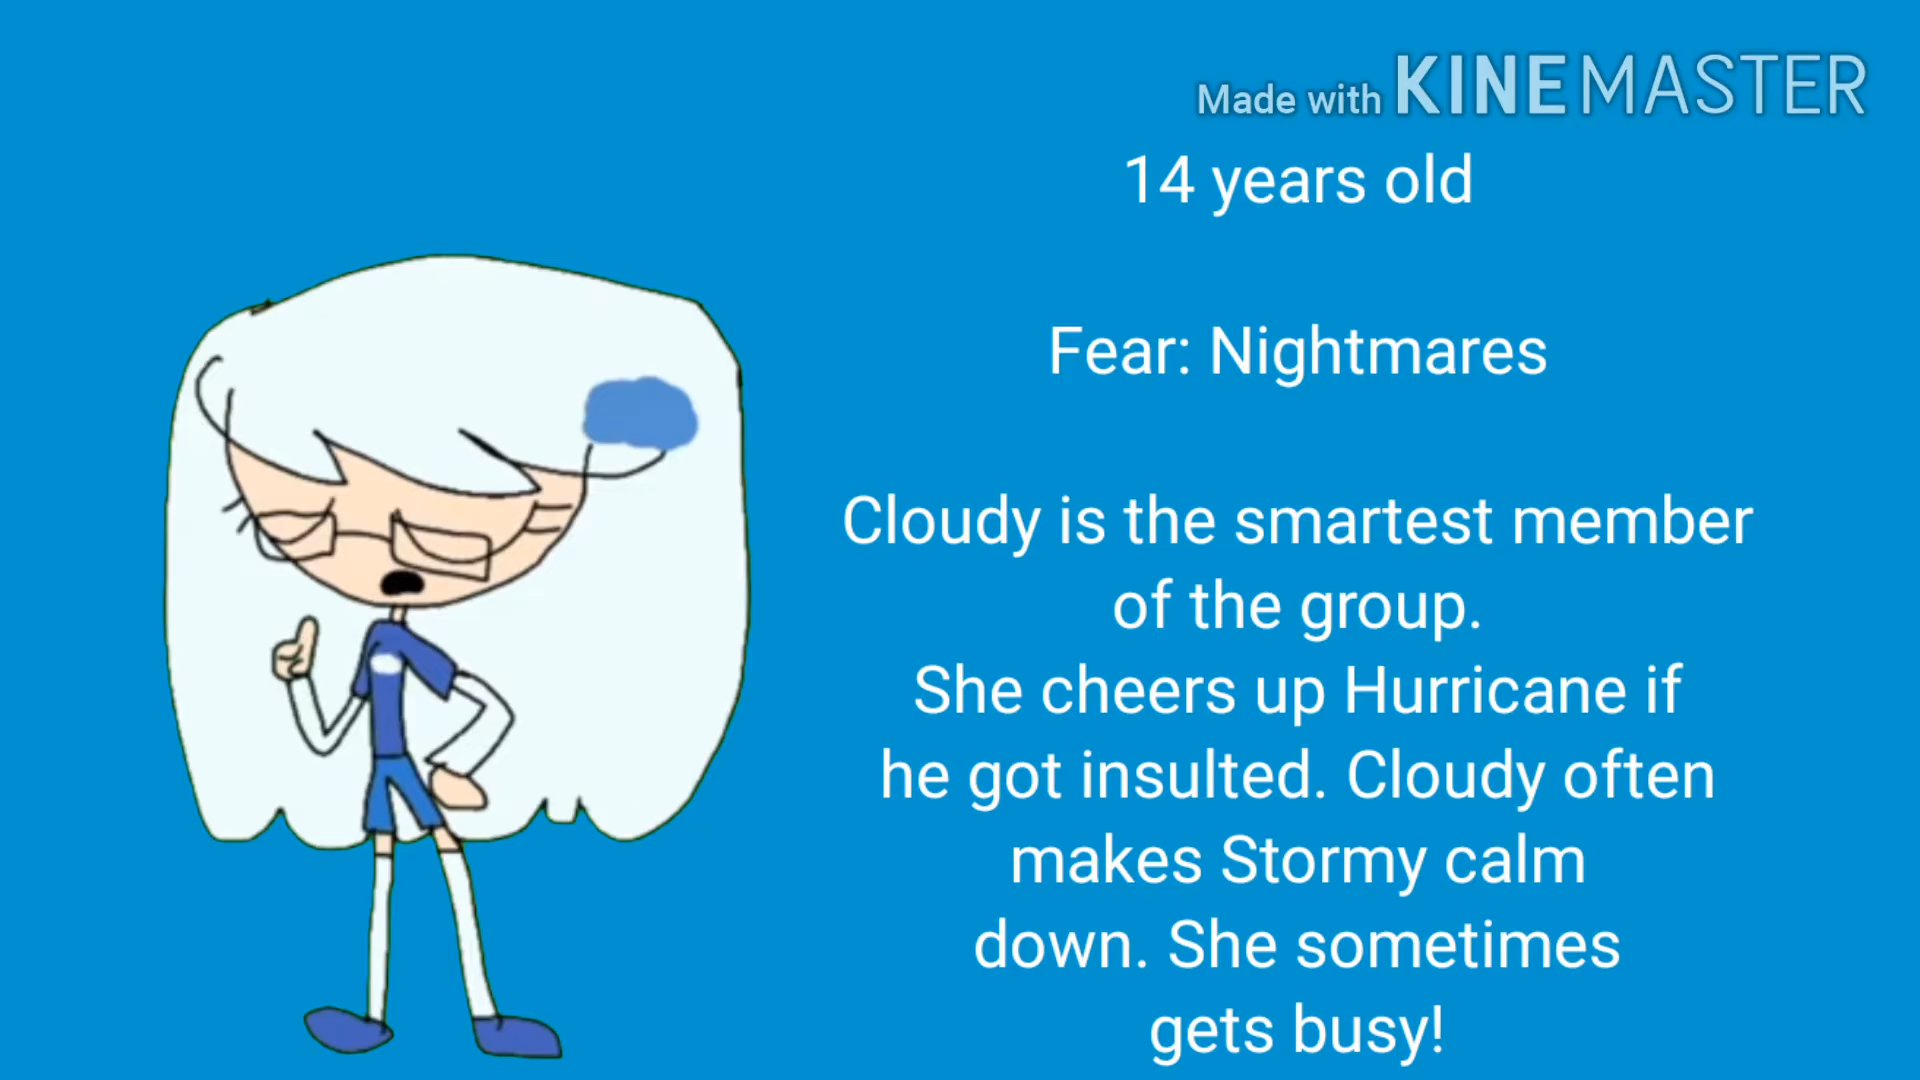 Made with KINEMASTER
14 years old
Fear: Nightmares
Cloudy is the smartest member
of the group.
She cheers up Hurricane if
he got insulted. Cloudy often
makes Stormy calm
down. She sometimes
gets busy!